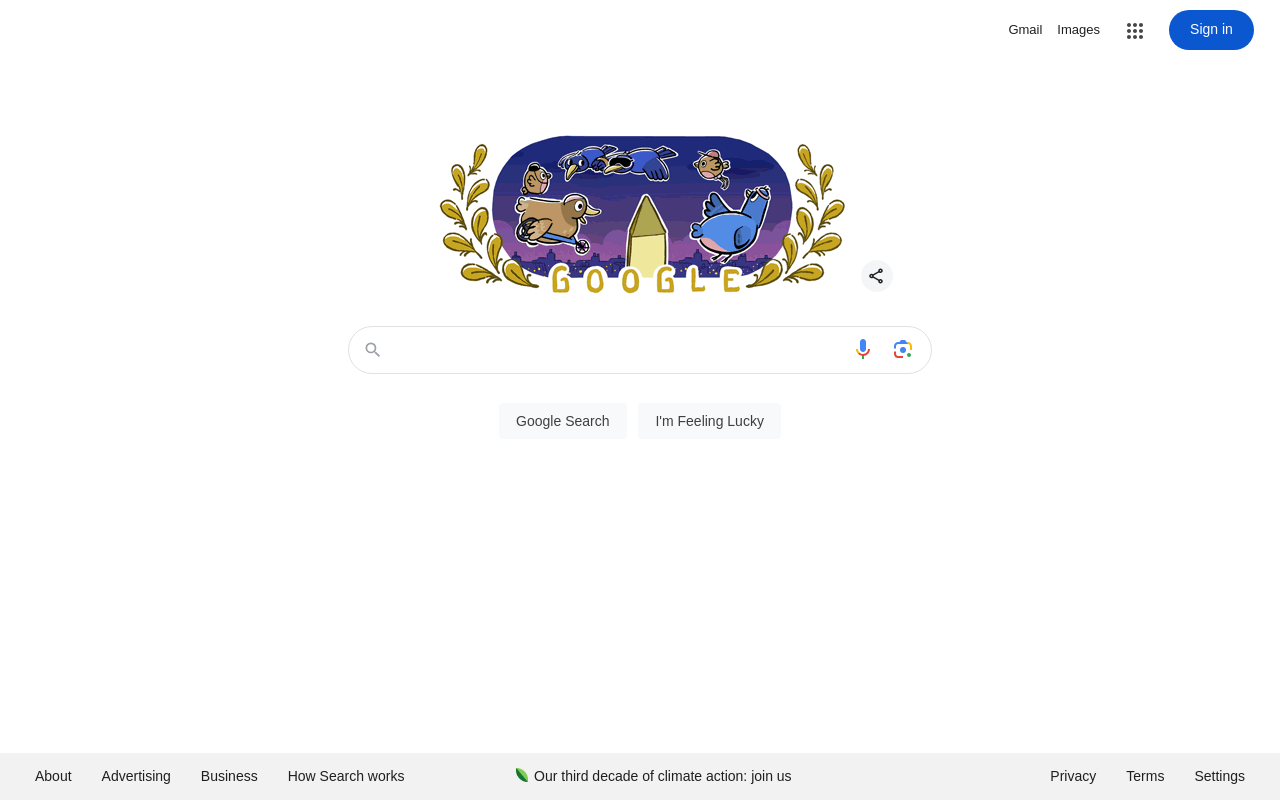 Gmail Images Sign in
GOOGLE
Google Search I'm Feeling Lucky
About Advertising Business How Search works Our third decade of climate action: join us Privacy Terms Settings